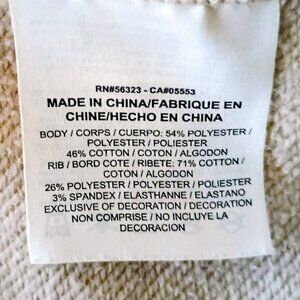 RN#56323 - CA#05553
MADE IN CHINA/FABRIQUE EN
CHINE/HECHO EN CHINA
BODY / CORPS / CUERPO: 54% POLYESTER /
POLYESTER / POLIESTER
46% COTTON / COTON / ALGODON
RIB / BORD COTE / RIBETE: 71% COTTON /
COTON / ALGODON
26% POLYESTER / POLYESTER / POLIESTER
3% SPANDEX / ELASTHANNE / ELASTANO
EXCLUSIVE OF DECORATION / DECORATION
NON COMPRISE / NO INCLUYE LA
DECORACION